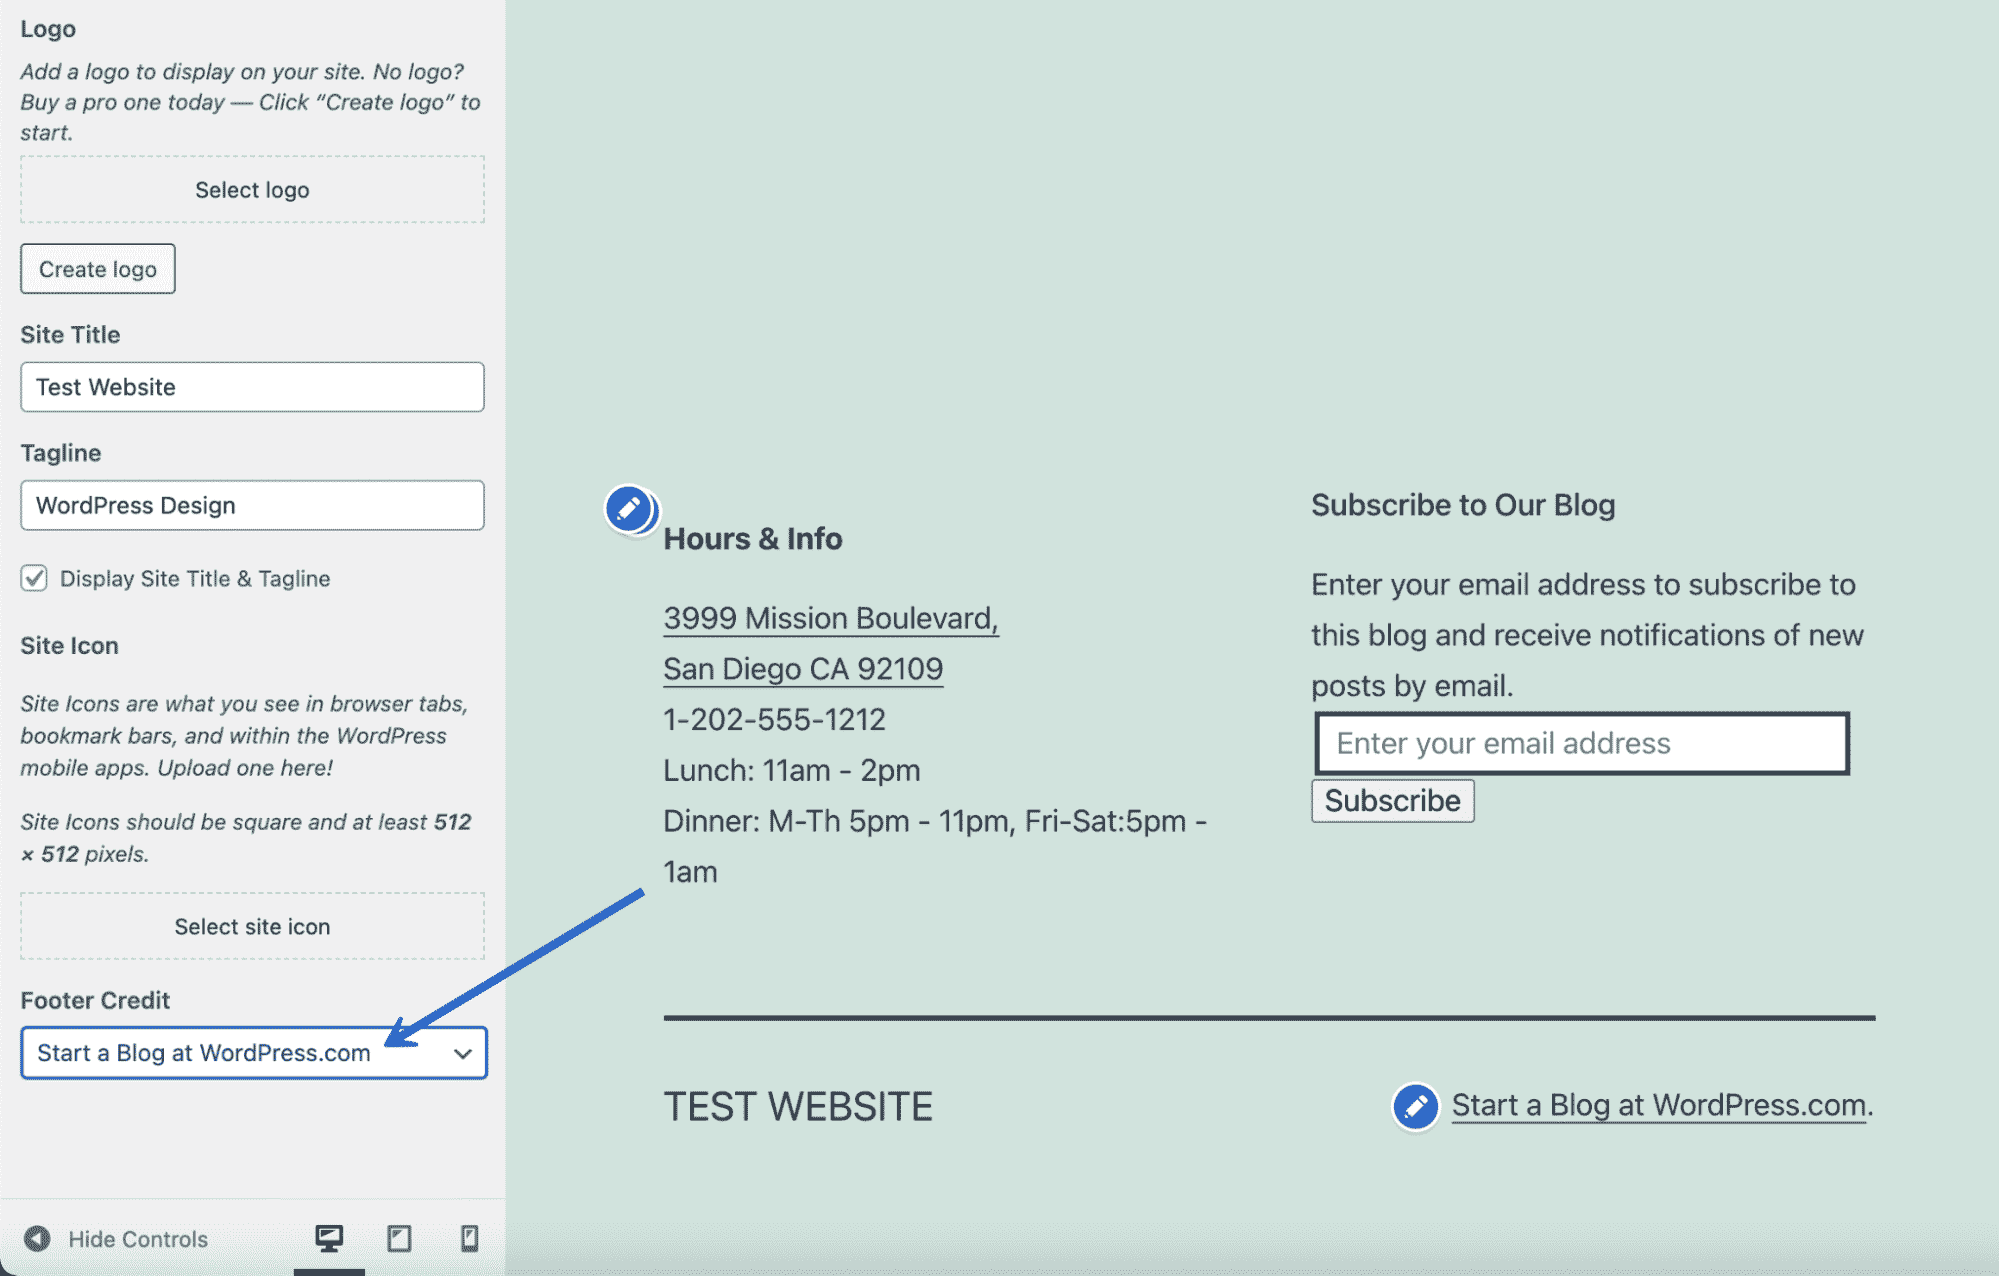 Logo
Add a logo to display on your site. No logo?
Buy a pro one today — Click “Create logo” to
start.
Select logo
Create logo
Site Title
Test Website
Tagline
WordPress Design
Display Site Title & Tagline
Site Icon
Site Icons are what you see in browser tabs,
bookmark bars, and within the WordPress
mobile apps. Upload one here!
Site Icons should be square and at least 512
× 512 pixels.
Select site icon
Footer Credit
Start a Blog at WordPress.com
Hide Controls
Hours & Info
3999 Mission Boulevard,
San Diego CA 92109
1-202-555-1212
Lunch: 11am - 2pm
Dinner: M-Th 5pm - 11pm, Fri-Sat:5pm -
1am
Subscribe to Our Blog
Enter your email address to subscribe to
this blog and receive notifications of new
posts by email.
Enter your email address
Subscribe
TEST WEBSITE
Start a Blog at WordPress.com.